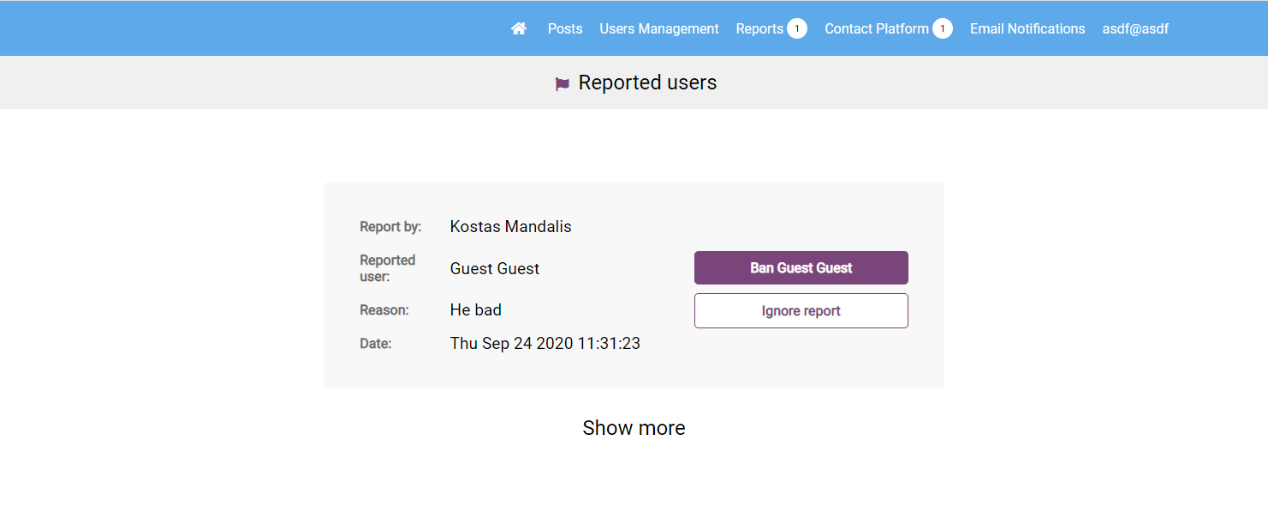 Posts Users Management Reports 1 Contact Platform 1 Email Notifications asdf@asdf
Reported users
Report by: Kostas Mandalis
Reported
user:
Guest Guest
Ban Guest Guest
Reason: He bad
Ignore report
Date: Thu Sep 24 2020 11:31:23
Show more